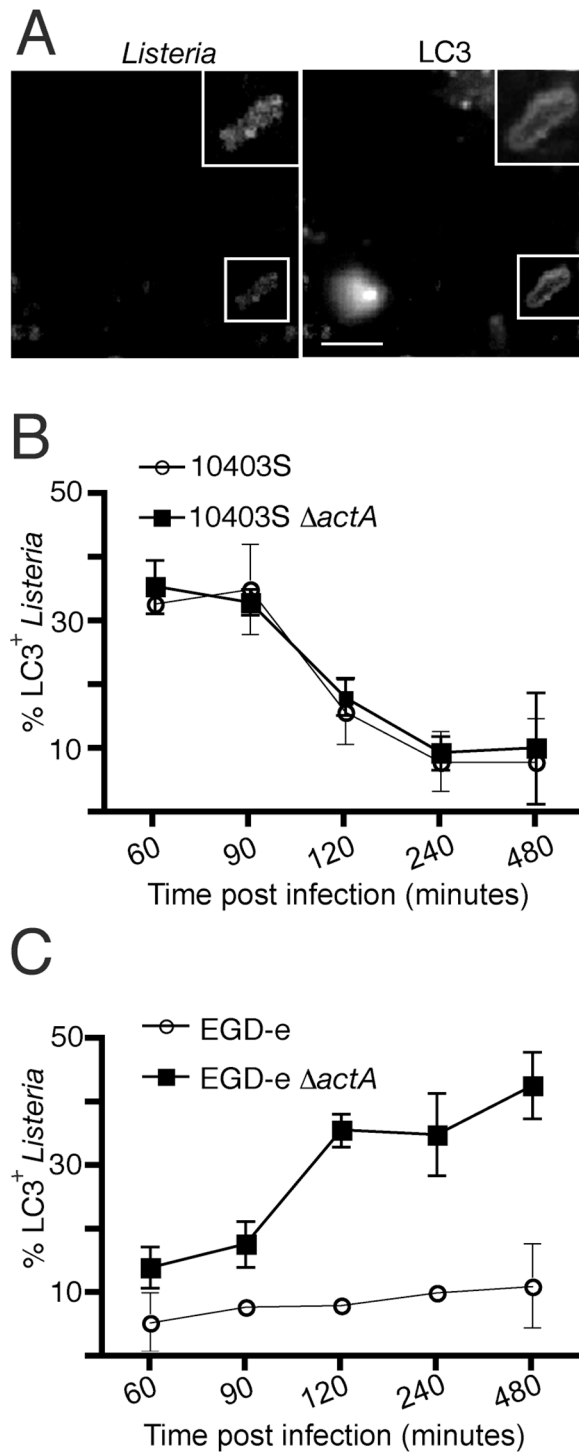 A
Listeria LC3
B
10403S
10403S ΔactA
50
30
10
% LC3⁺ Listeria
60 90 120 240 480
Time post infection (minutes)
C
EGD-e
EGD-e ΔactA
50
30
10
% LC3⁺ Listeria
60 90 120 240 480
Time post infection (minutes)